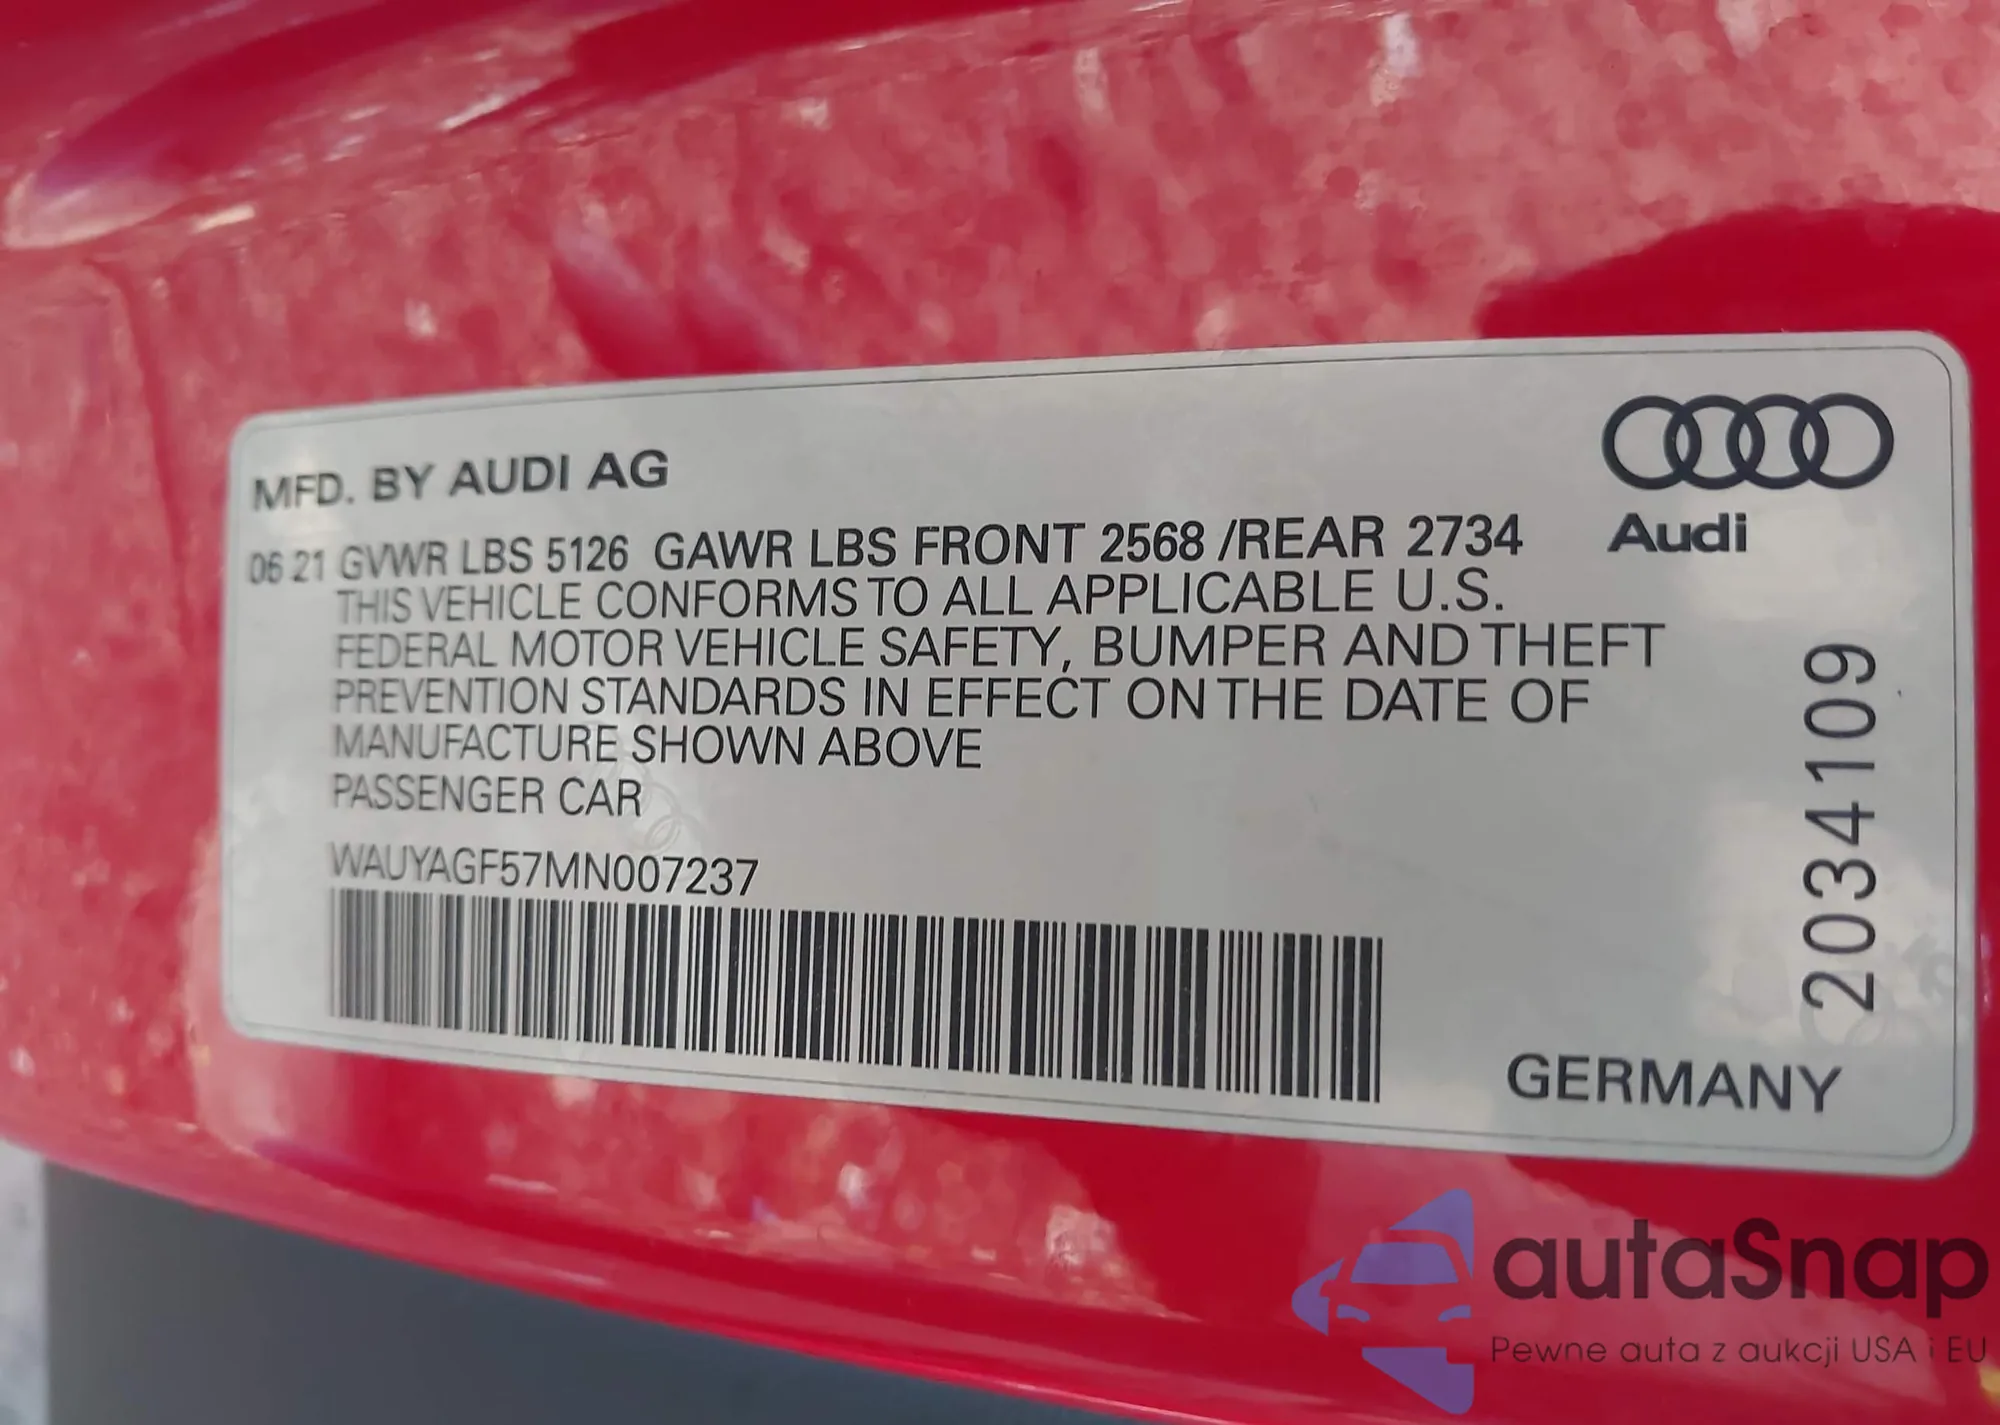 MFD. BY AUDI AG
Audi
06 21 GVWR LBS 5126 GAWR LBS FRONT 2568 /REAR 2734
THIS VEHICLE CONFORMS TO ALL APPLICABLE U.S.
FEDERAL MOTOR VEHICLE SAFETY, BUMPER AND THEFT
PREVENTION STANDARDS IN EFFECT ON THE DATE OF
MANUFACTURE SHOWN ABOVE
PASSENGER CAR
WAUYAGF57MN007237
2034109
GERMANY
autaSnap
Pewne auta z aukcji USA i EU